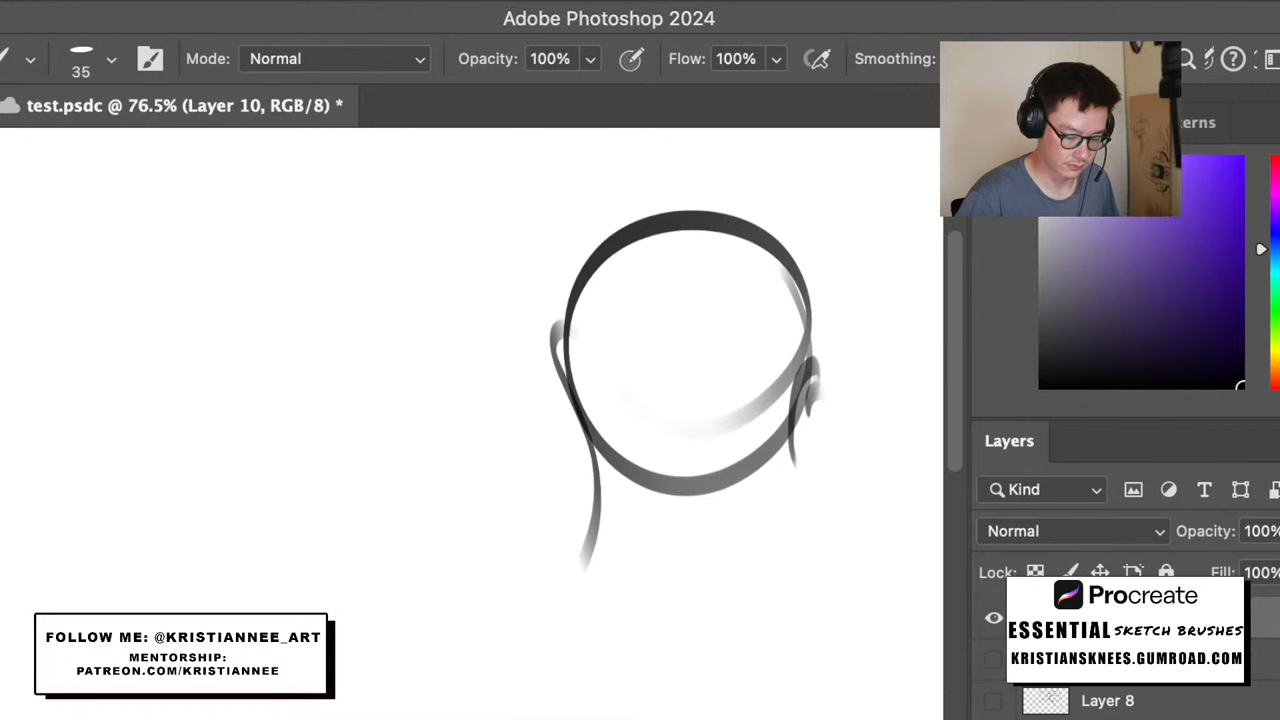 Adobe Photoshop 2024
35
Mode: Normal
Opacity: 100%
Flow: 100%
Smoothing:
test.psdc @ 76.5% (Layer 10, RGB/8) *
Layers
Kind
Normal
Opacity: 100%
Lock:
Fill: 100%
Procreate
ESSENTIAL SKETCH BRUSHES
KRISTIANSKNEES.GUMROAD.COM
Layer 8
FOLLOW ME: @KRISTIANNEE_ART
MENTORSHIP:
PATREON.COM/KRISTIANNEE